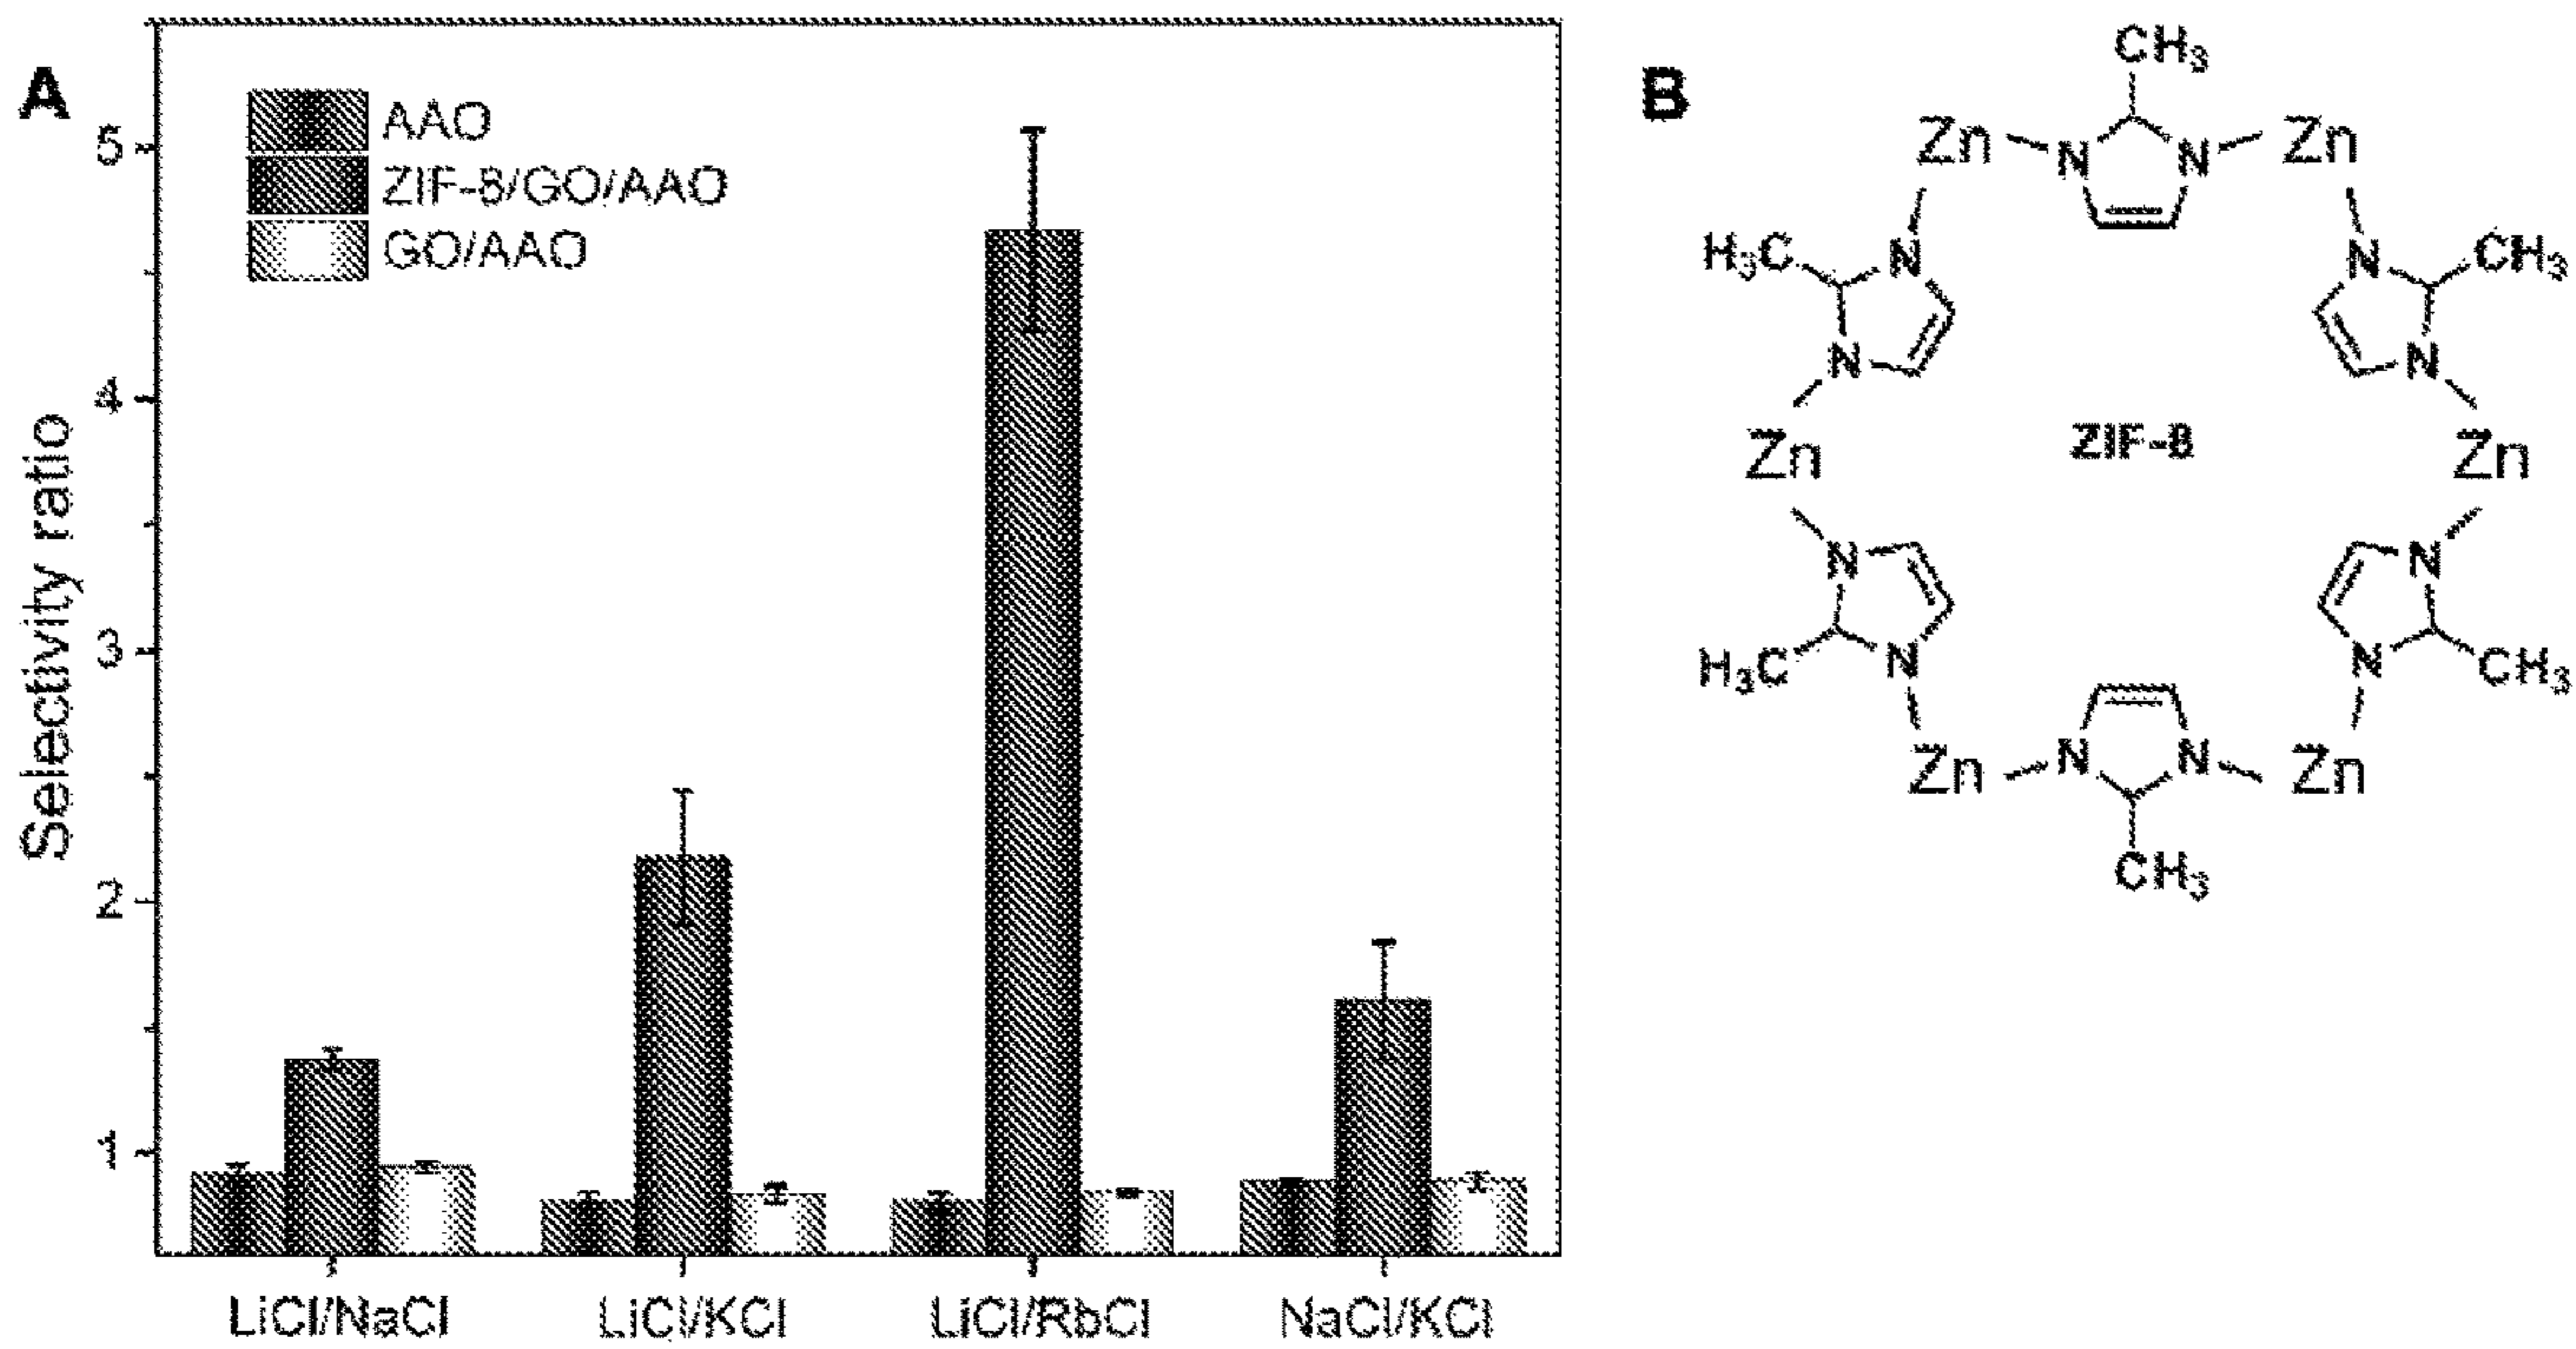 A
AAO
ZIF-8/GO/AAO
GO/AAO
5
4
3
2
1
Selectivity ratio
LiCl/NaCl
LiCl/KCl
LiCl/RbCl
NaCl/KCl
B
CH3
Zn N N Zn
H3C N N CH3
N N
Zn ZIF-8 Zn
N N
H3C N N CH3
Zn N N Zn
CH3